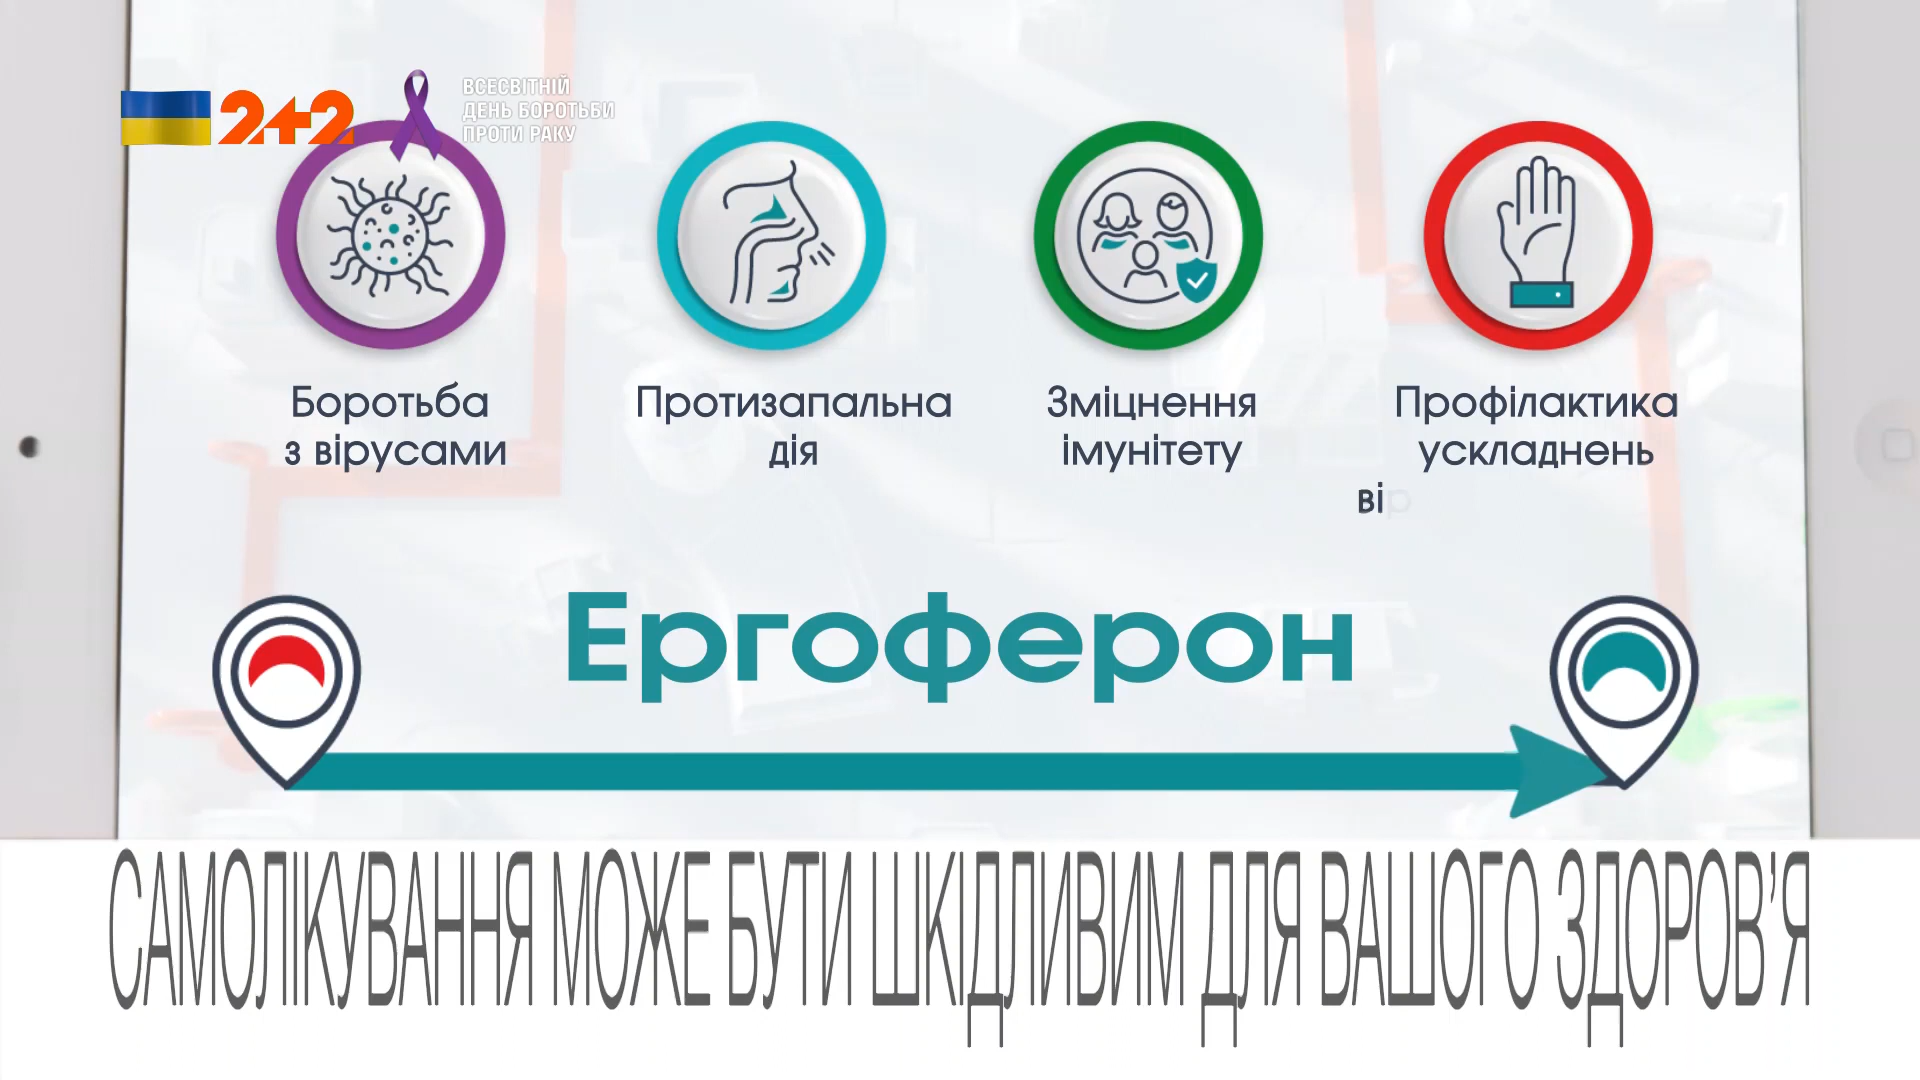 2+2
ВСЕСВІТНІЙ
ДЕНЬ БОРОТЬБИ
ПРОТИ РАКУ
Боротьба
з вірусами
Протизапальна
дія
Зміцнення
імунітету
Профілактика
ускладнень
вір
Ергоферон
САМОЛІКУВАННЯ МОЖЕ БУТИ ШКІДЛИВИМ ДЛЯ ВАШОГО ЗДОРОВ'Я